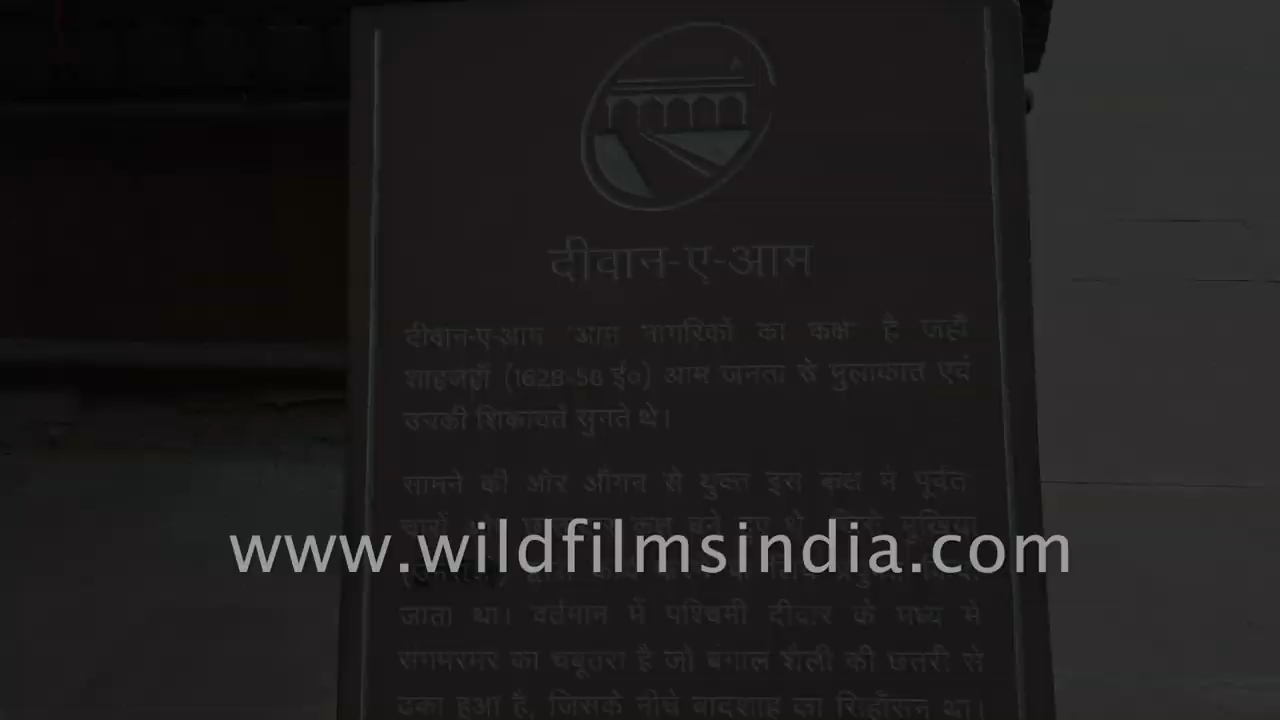 दीवान-ए-आम
दीवान-ए-आम 'आम नागरिकों का कक्ष' है जहाँ
शाहजहाँ (1628-58 ई०) आम जनता से मुलाकात एवं
उनकी शिकायतें सुनते थे।
सामने की ओर आँगन से युक्त इस कक्ष में पूर्वत
www.wildfilmsindia.com
जाता था। वर्तमान में पश्चिमी दीवार के मध्य में
संगमरमर का चबूतरा है जो बंगाल शैली की छतरी से
ढका हुआ है, जिसके नीचे बादशाह का सिंहासन था।